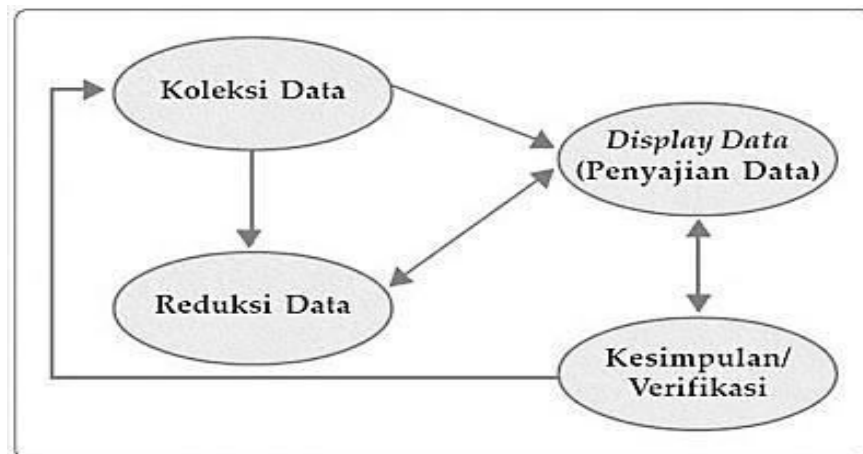 Koleksi Data
Display Data
(Penyajian Data)
Reduksi Data
Kesimpulan/
Verifikasi